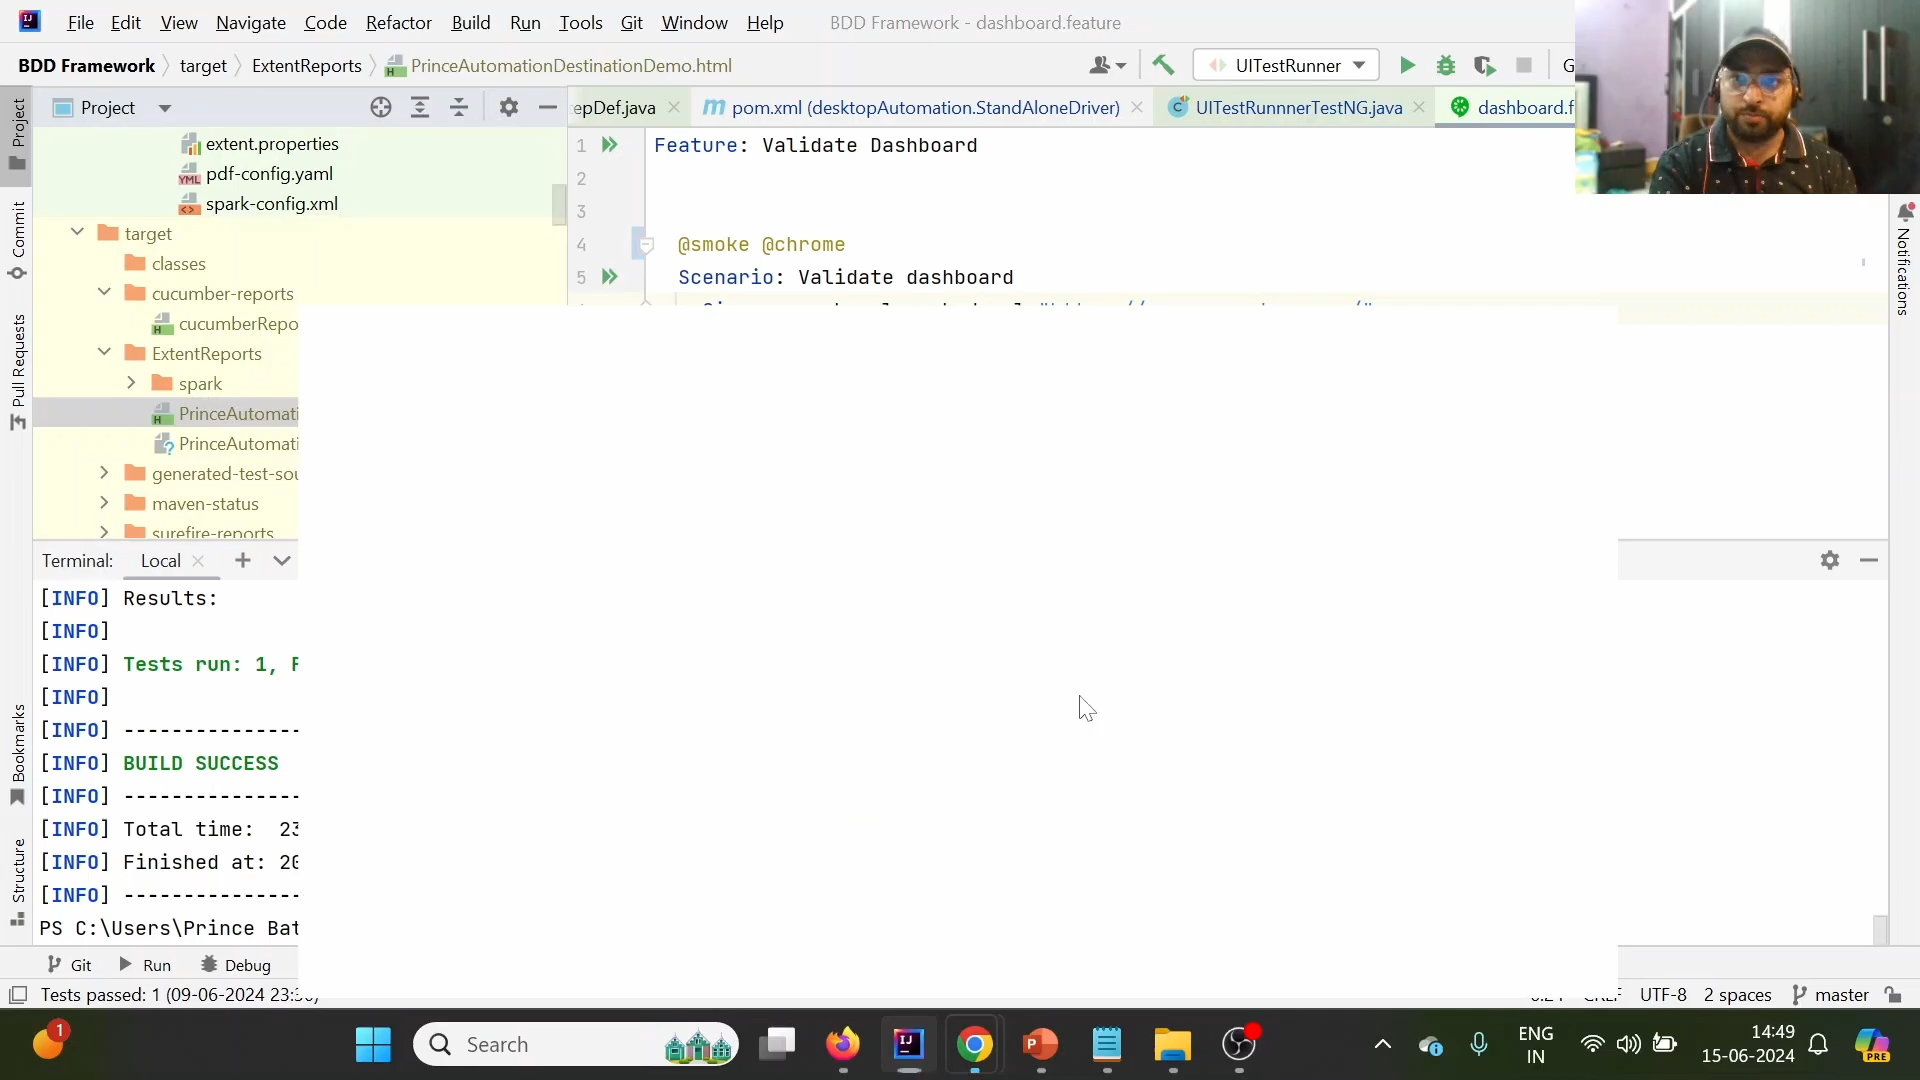 File Edit View Navigate Code Refactor Build Run Tools Git Window Help BDD Framework - dashboard.feature
BDD Framework target ExtentReports PrinceAutomationDestinationDemo.html UITestRunner
Project
epDef.java pom.xml (desktopAutomation.StandAloneDriver) UITestRunnnerTestNG.java dashboard.f
extent.properties
pdf-config.yaml
spark-config.xml
target
classes
cucumber-reports
cucumberRepo
ExtentReports
spark
PrinceAutomati
PrinceAutomati
generated-test-sou
maven-status
surefire-reports
1 Feature: Validate Dashboard
2
3
4 @smoke @chrome
5 Scenario: Validate dashboard
Project
Commit
Pull Requests
Bookmarks
Structure
Notifications
Terminal: Local
[INFO] Results:
[INFO]
[INFO] Tests run: 1, F
[INFO]
[INFO] ---------------
[INFO] BUILD SUCCESS
[INFO] ---------------
[INFO] Total time: 23
[INFO] Finished at: 20
[INFO] ---------------
PS C:\Users\Prince Bat
Git Run Debug
Tests passed: 1 (09-06-2024 23:
UTF-8 2 spaces master
1
Search
ENG
IN
14:49
15-06-2024
PRE